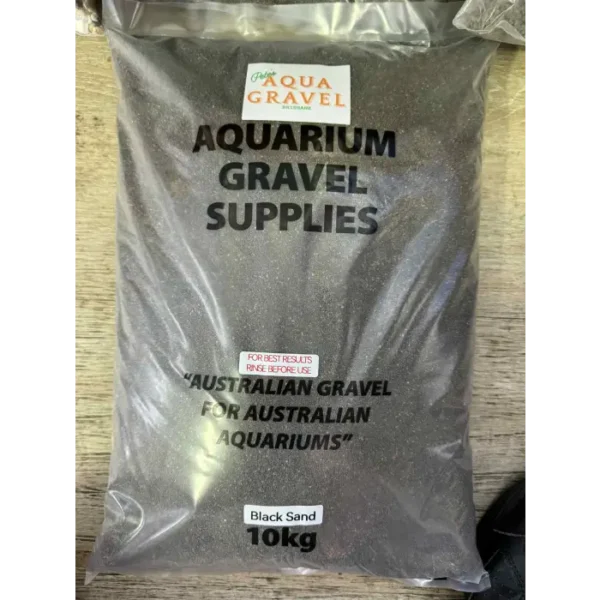 AQUA
GRAVEL
AQUARIUM
GRAVEL
SUPPLIES
FOR BEST RESULTS
RINSE BEFORE USE
"AUSTRALIAN GRAVEL
FOR AUSTRALIAN
AQUARIUMS"
Black Sand
10kg